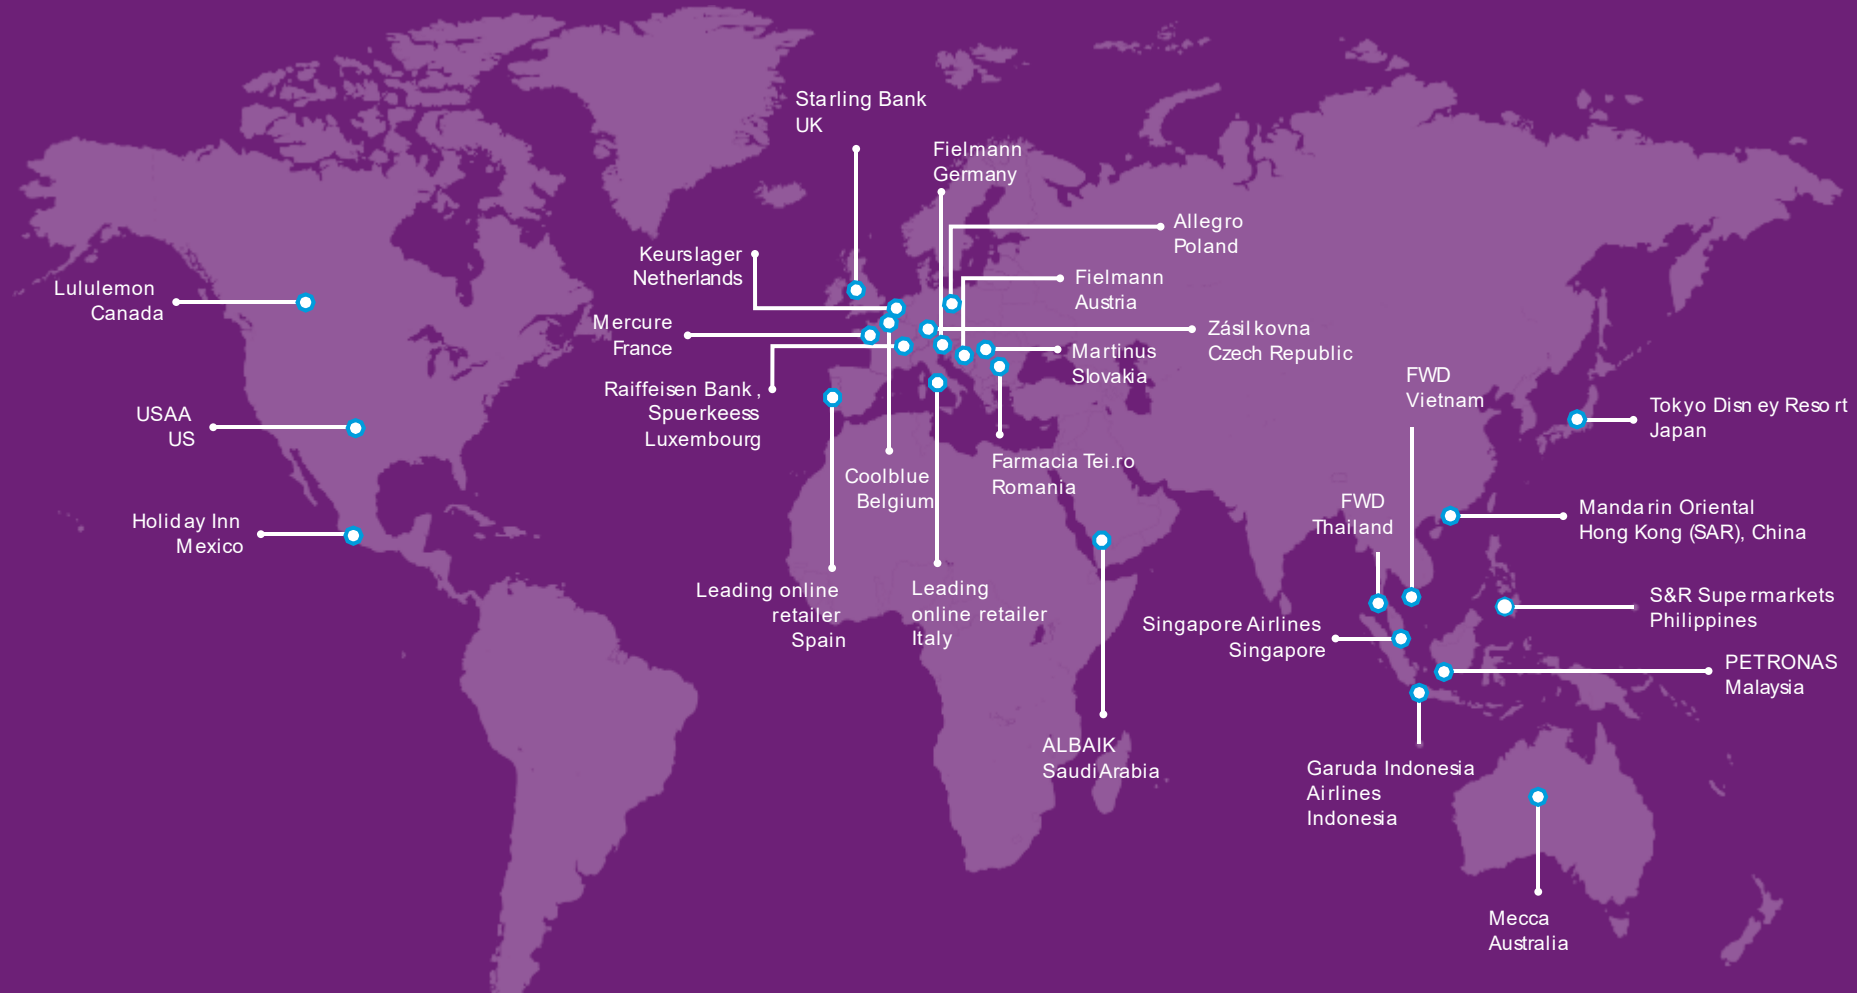 Starling Bank
UK
Fielmann
Germany
Allegro
Poland
Keurslager
Netherlands
Fielmann
Austria
Lululemon
Canada
Mercure
France
Zásilkovna
Czech Republic
Martinus
Slovakia
Raiffeisen Bank,
Spuerkeess
Luxembourg
FWD
Vietnam
Tokyo Disney Resort
Japan
USAA
US
Farmacia Tei.ro
Romania
Coolblue
Belgium
FWD
Thailand
Mandarin Oriental
Hong Kong (SAR), China
Holiday Inn
Mexico
Leading online
retailer
Spain
Leading
online retailer
Italy
S&R Supermarkets
Philippines
Singapore Airlines
Singapore
PETRONAS
Malaysia
ALBAIK
Saudi Arabia
Garuda Indonesia
Airlines
Indonesia
Mecca
Australia